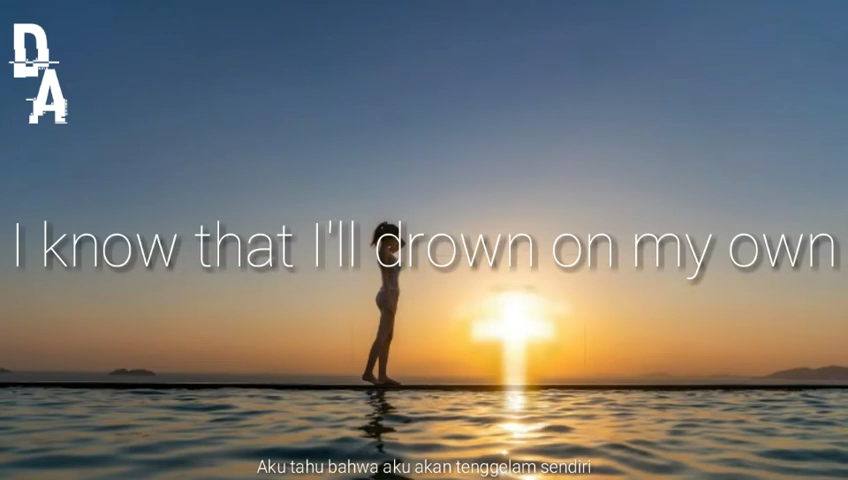 D
A
I know that I'll drown on my own
Aku tahu bahwa aku akan tenggelam sendiri